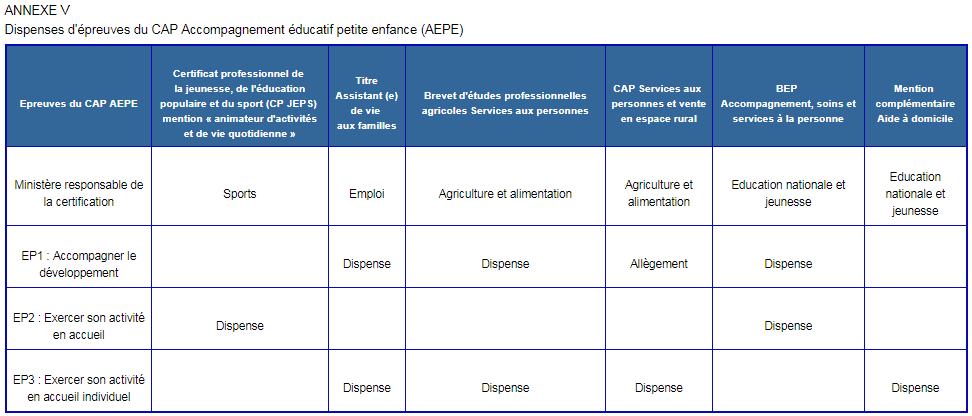 ANNEXE V
Dispenses d'épreuves du CAP Accompagnement éducatif petite enfance (AEPE)
Epreuves du CAP AEPE
Certificat professionnel de
la jeunesse, de l'éducation
populaire et du sport (CP JEPS)
mention « animateur d'activités
et de vie quotidienne »
Titre
Assistant (e)
de vie
aux familles
Brevet d'études professionnelles
agricoles Services aux personnes
CAP Services aux
personnes et vente
en espace rural
BEP
Accompagnement, soins et
services à la personne
Mention
complémentaire
Aide à domicile
Ministère responsable de
la certification
Sports
Emploi
Agriculture et alimentation
Agriculture et
alimentation
Education nationale et
jeunesse
Education
nationale et
jeunesse
EP1 : Accompagner le
développement
Dispense
Dispense
Allègement
Dispense
EP2 : Exercer son activité
en accueil
Dispense
Dispense
EP3 : Exercer son activité
en accueil individuel
Dispense
Dispense
Dispense
Dispense